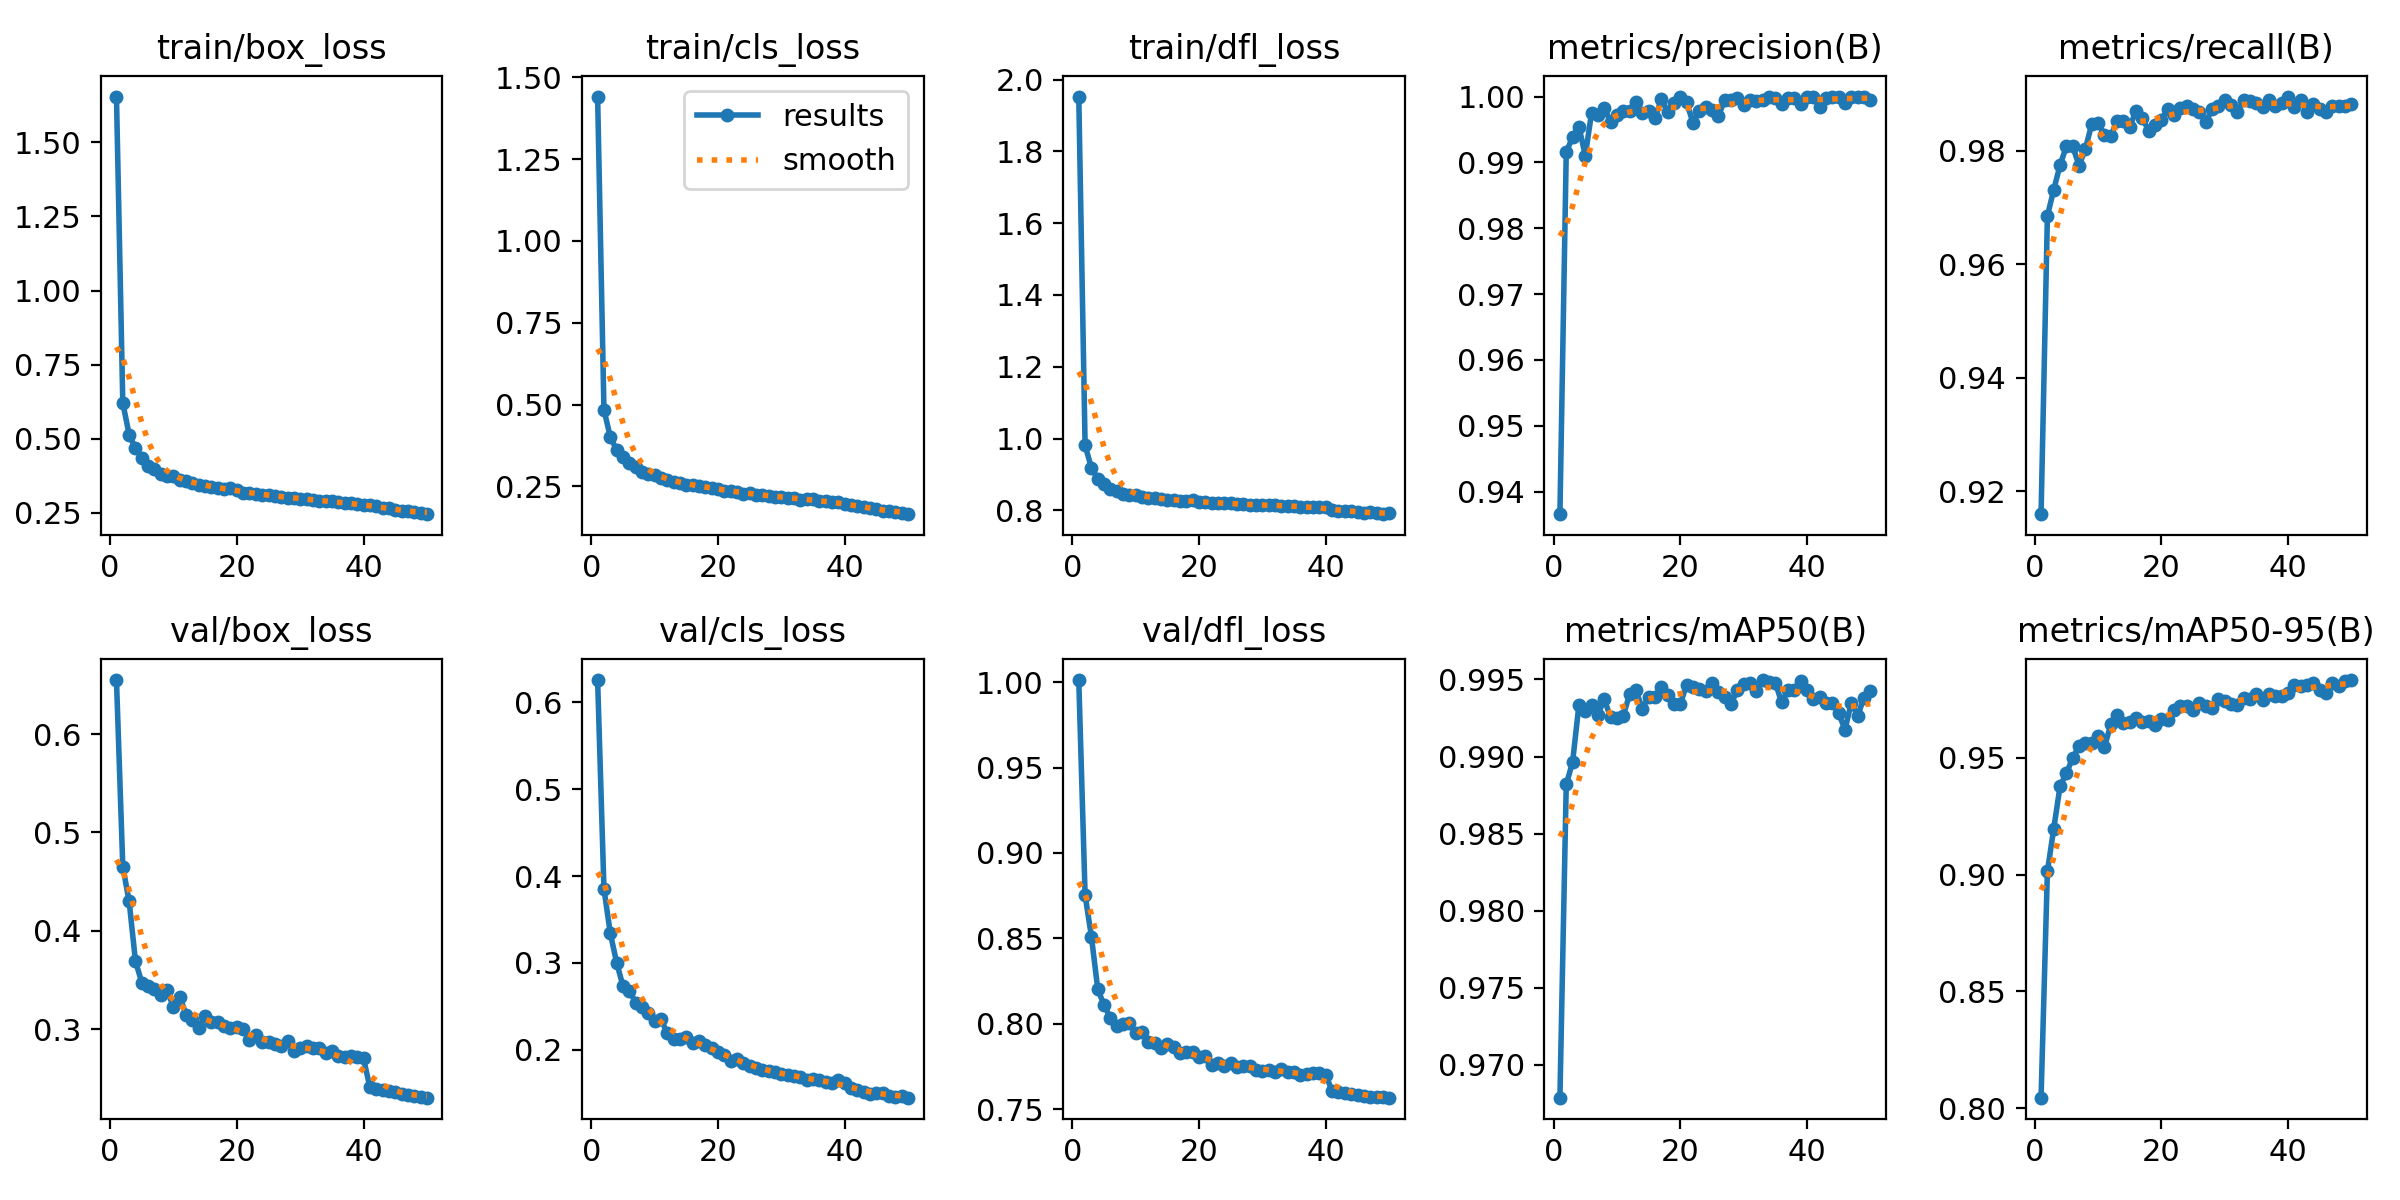 train/box_loss
1.50
1.25
1.00
0.75
0.50
0.25
0 20 40
train/cls_loss
results
smooth
1.50
1.25
1.00
0.75
0.50
0.25
0 20 40
train/dfl_loss
2.0
1.8
1.6
1.4
1.2
1.0
0.8
0 20 40
metrics/precision(B)
1.00
0.99
0.98
0.97
0.96
0.95
0.94
0 20 40
metrics/recall(B)
0.98
0.96
0.94
0.92
0 20 40
val/box_loss
0.6
0.5
0.4
0.3
0 20 40
val/cls_loss
0.6
0.5
0.4
0.3
0.2
0 20 40
val/dfl_loss
1.00
0.95
0.90
0.85
0.80
0.75
0 20 40
metrics/mAP50(B)
0.995
0.990
0.985
0.980
0.975
0.970
0 20 40
metrics/mAP50-95(B)
0.95
0.90
0.85
0.80
0 20 40